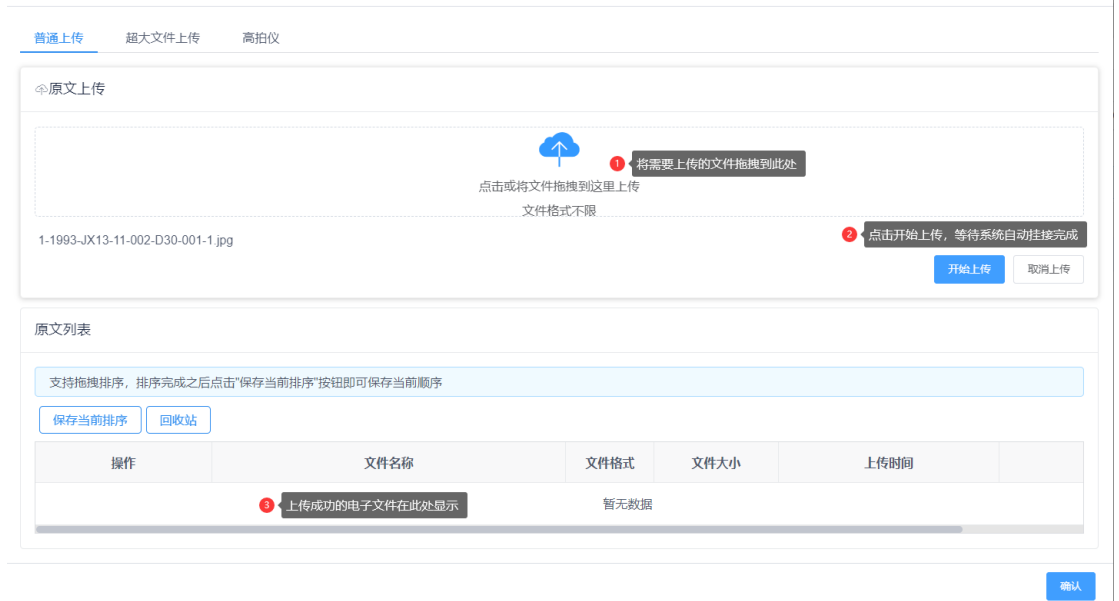 普通上传 超大文件上传 高拍仪
原文上传
1 将需要上传的文件拖拽到此处
点击或将文件拖拽到这里上传
文件格式不限
1-1993-JX13-11-002-D30-001-1.jpg
2 点击开始上传，等待系统自动挂接完成
开始上传 取消上传
原文列表
支持拖拽排序，排序完成之后点击"保存当前排序"按钮即可保存当前顺序
保存当前排序 回收站
操作 文件名称 文件格式 文件大小 上传时间
3 上传成功的电子文件在此处显示 暂无数据
确认